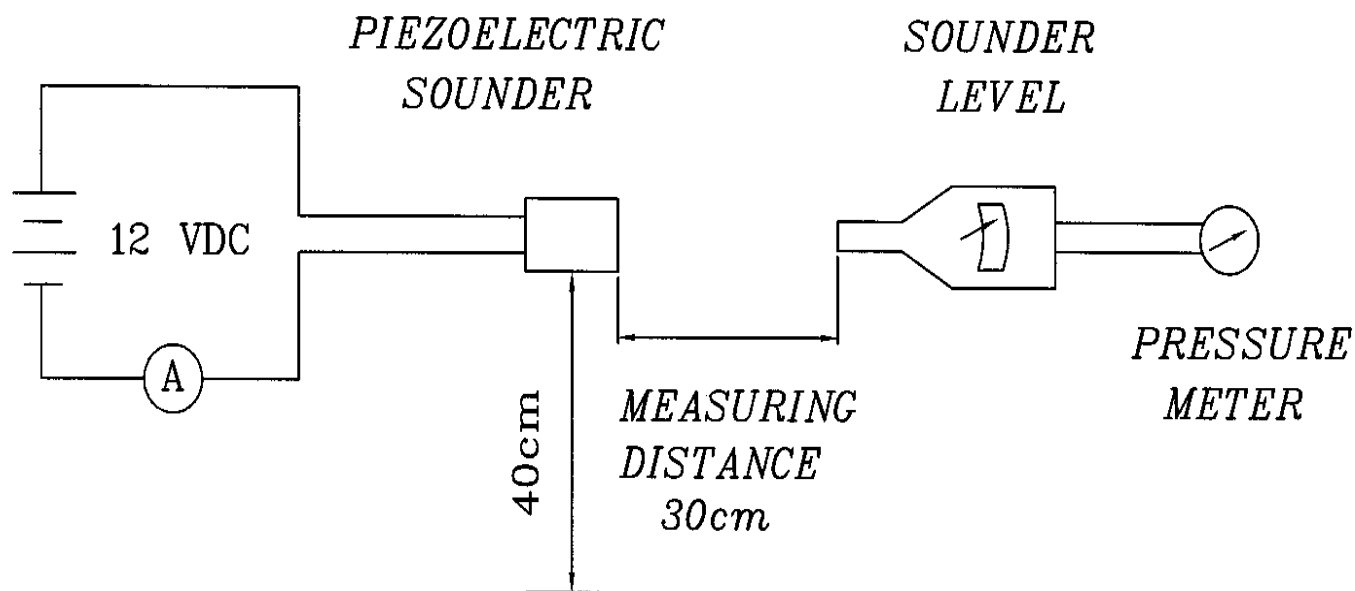 PIEZOELECTRIC
SOUNDER
SOUNDER
LEVEL
12 VDC
A
PRESSURE
METER
40cm
MEASURING
DISTANCE
30cm